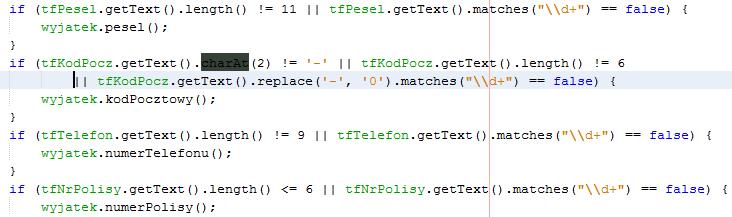 if (tfPesel.getText().length() != 11 || tfPesel.getText().matches("\\d+") == false) {
wyjatek.pesel();
}
if (tfKodPocz.getText().charAt(2) != '-' || tfKodPocz.getText().length() != 6
|| tfKodPocz.getText().replace('-', '0').matches("\\d+") == false) {
wyjatek.kodPocztowy();
}
if (tfTelefon.getText().length() != 9 || tfTelefon.getText().matches("\\d+") == false) {
wyjatek.numerTelefonu();
}
if (tfNrPolisy.getText().length() <= 6 || tfNrPolisy.getText().matches("\\d+") == false) {
wyjatek.numerPolisy();